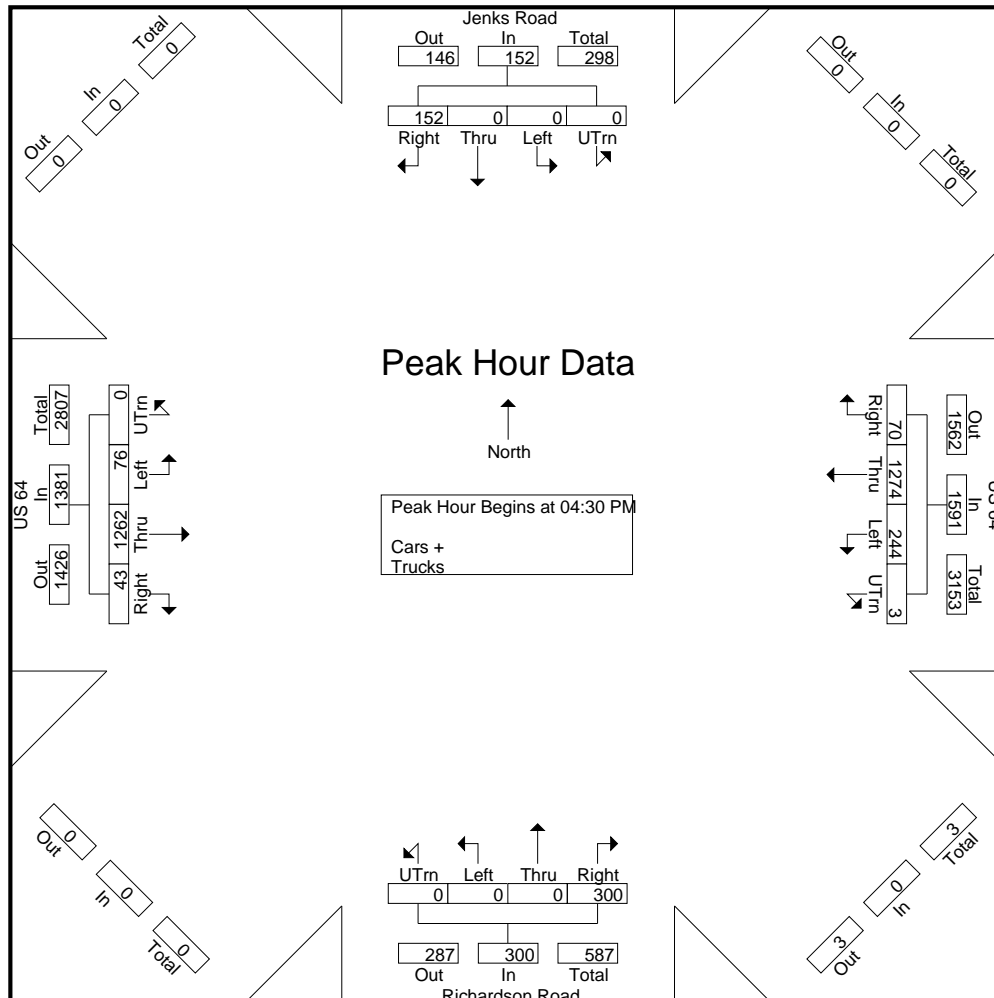 Jenks Road
Out In Total
146 152 298
152 0 0 0
Right Thru Left UTrn
Total
0
In
0
Out
0
Out
0
In
0
Total
0
Peak Hour Data
North
Peak Hour Begins at 04:30 PM
Cars +
Trucks
US 64
Total
2807
In
1381
Out
1426
0 76 1262 43
UTrn Left Thru Right
Right Thru Left UTrn
70 1274 244 3
Out
1562
In
1591
Total
3153
Out
0
In
0
Total
0
UTrn Left Thru Right
0 0 0 300
287 300 587
Out In Total
Richardson Road
3
Total
0
In
3
Out